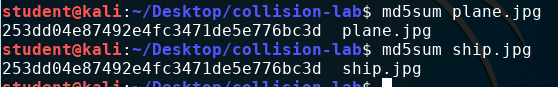 student@kali:~/Desktop/collision-lab$ md5sum plane.jpg
253dd04e87492e4fc3471de5e776bc3d  plane.jpg
student@kali:~/Desktop/collision-lab$ md5sum ship.jpg
253dd04e87492e4fc3471de5e776bc3d  ship.jpg
student@kali:~/Desktop/collision-lab$